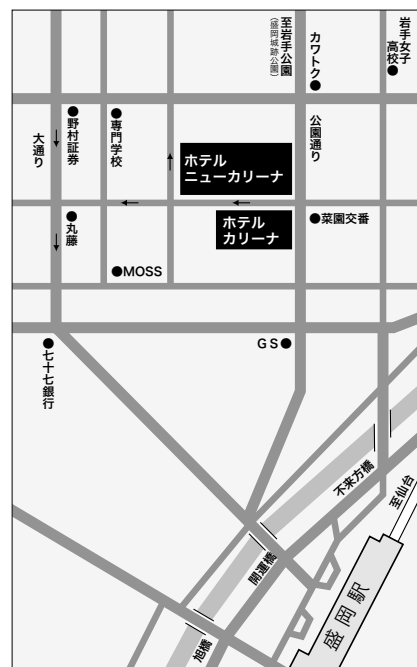 至岩手公園
(盛岡城跡公園)
カワトク
岩手女子
高校
大通り
野村証券
専門学校
ホテル
ニューカリーナ
公園通り
丸藤
ホテル
カリーナ
菜園交番
MOSS
七十七銀行
GS
不来方橋
至仙台
開運橋
盛岡駅
旭橋